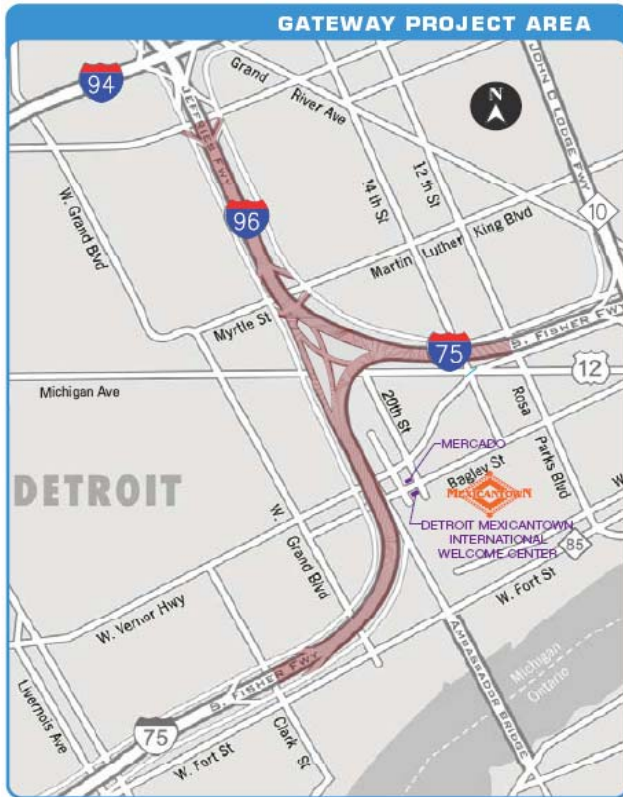 GATEWAY PROJECT AREA
94
Grand
River Ave
N
JOHN C LODGE FWY
JEFFRIES FWY
W. Grand Blvd
96
14th St
12th St
10
Martin Luther King Blvd
Myrtle St
S. FISHER FWY
75
12
Michigan Ave
20th St
Rosa
Parks Blvd
MERCADO
Bagley St
MEXICANTOWN
DETROIT
DETROIT MEXICANTOWN
INTERNATIONAL
WELCOME CENTER
W.
85
W.
Grand Blvd
W. Fort St
W. Vernor Hwy
AMBASSADOR BRIDGE
Michigan
Ontario
S. FISHER FWY
Livernois Ave
75
Clark St
W. Fort St